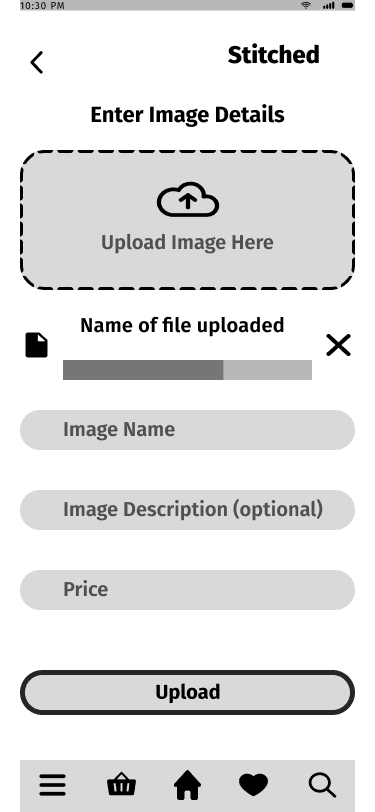 10:30 PM
Stitched
Enter Image Details
Upload Image Here
Name of file uploaded
Image Name
Image Description (optional)
Price
Upload